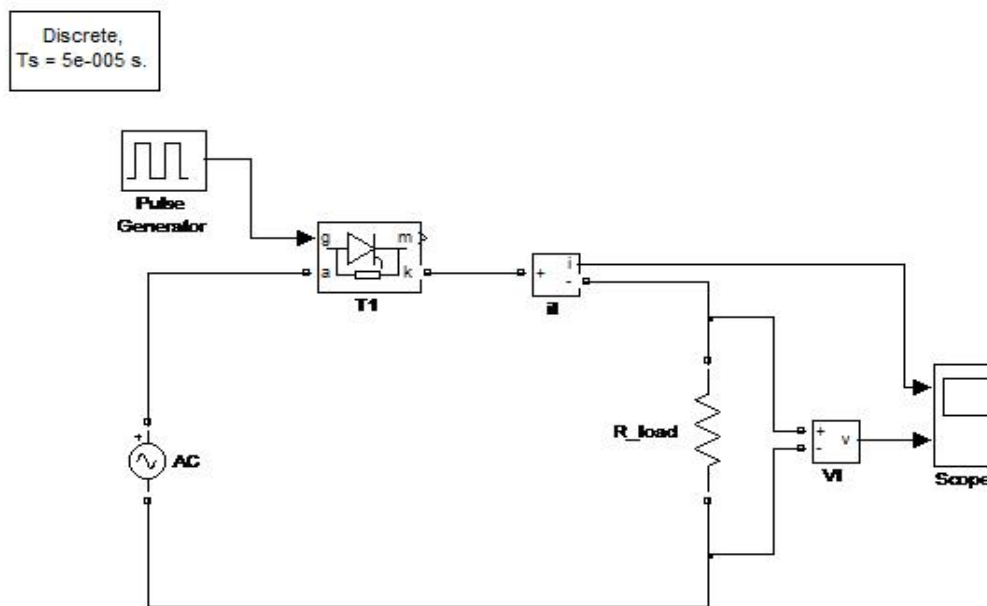 Discrete,
Ts = 5e-005 s.
Pulse
Generator
g
m
a
k
T1
+
i
-
il
+
AC
R_load
+
-
v
Vl
Scope